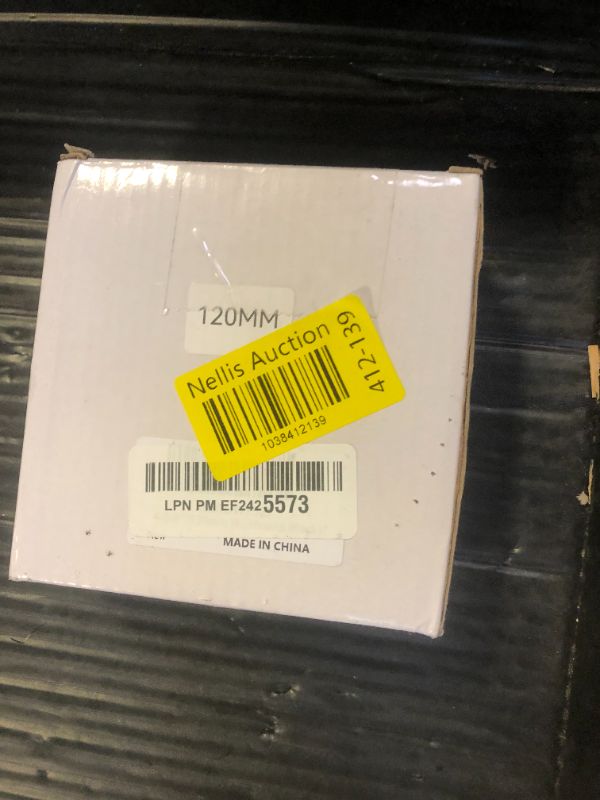 120MM
Nellis Auction
412-139
1038412139
LPN PM EF2425573
MADE IN CHINA